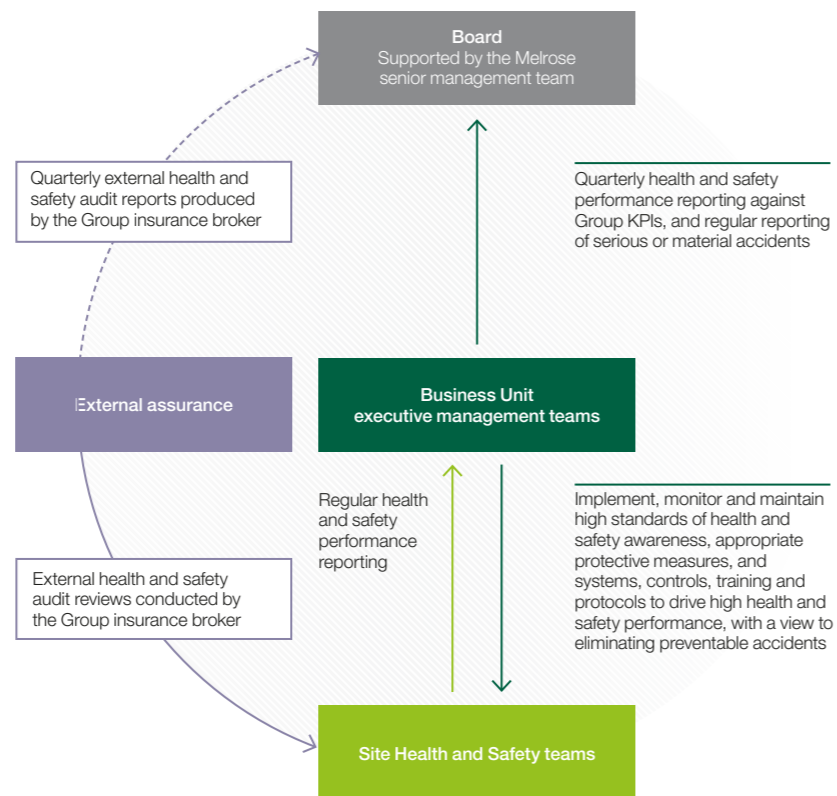 Board
Supported by the Melrose
senior management team
Quarterly external health and
safety audit reports produced
by the Group insurance broker
Quarterly health and safety
performance reporting against
Group KPIs, and regular reporting
of serious or material accidents
External assurance
Business Unit
executive management teams
Regular health
and safety
performance
reporting
Implement, monitor and maintain
high standards of health and
safety awareness, appropriate
protective measures, and
systems, controls, training and
protocols to drive high health and
safety performance, with a view to
eliminating preventable accidents
External health and safety
audit reviews conducted by
the Group insurance broker
Site Health and Safety teams